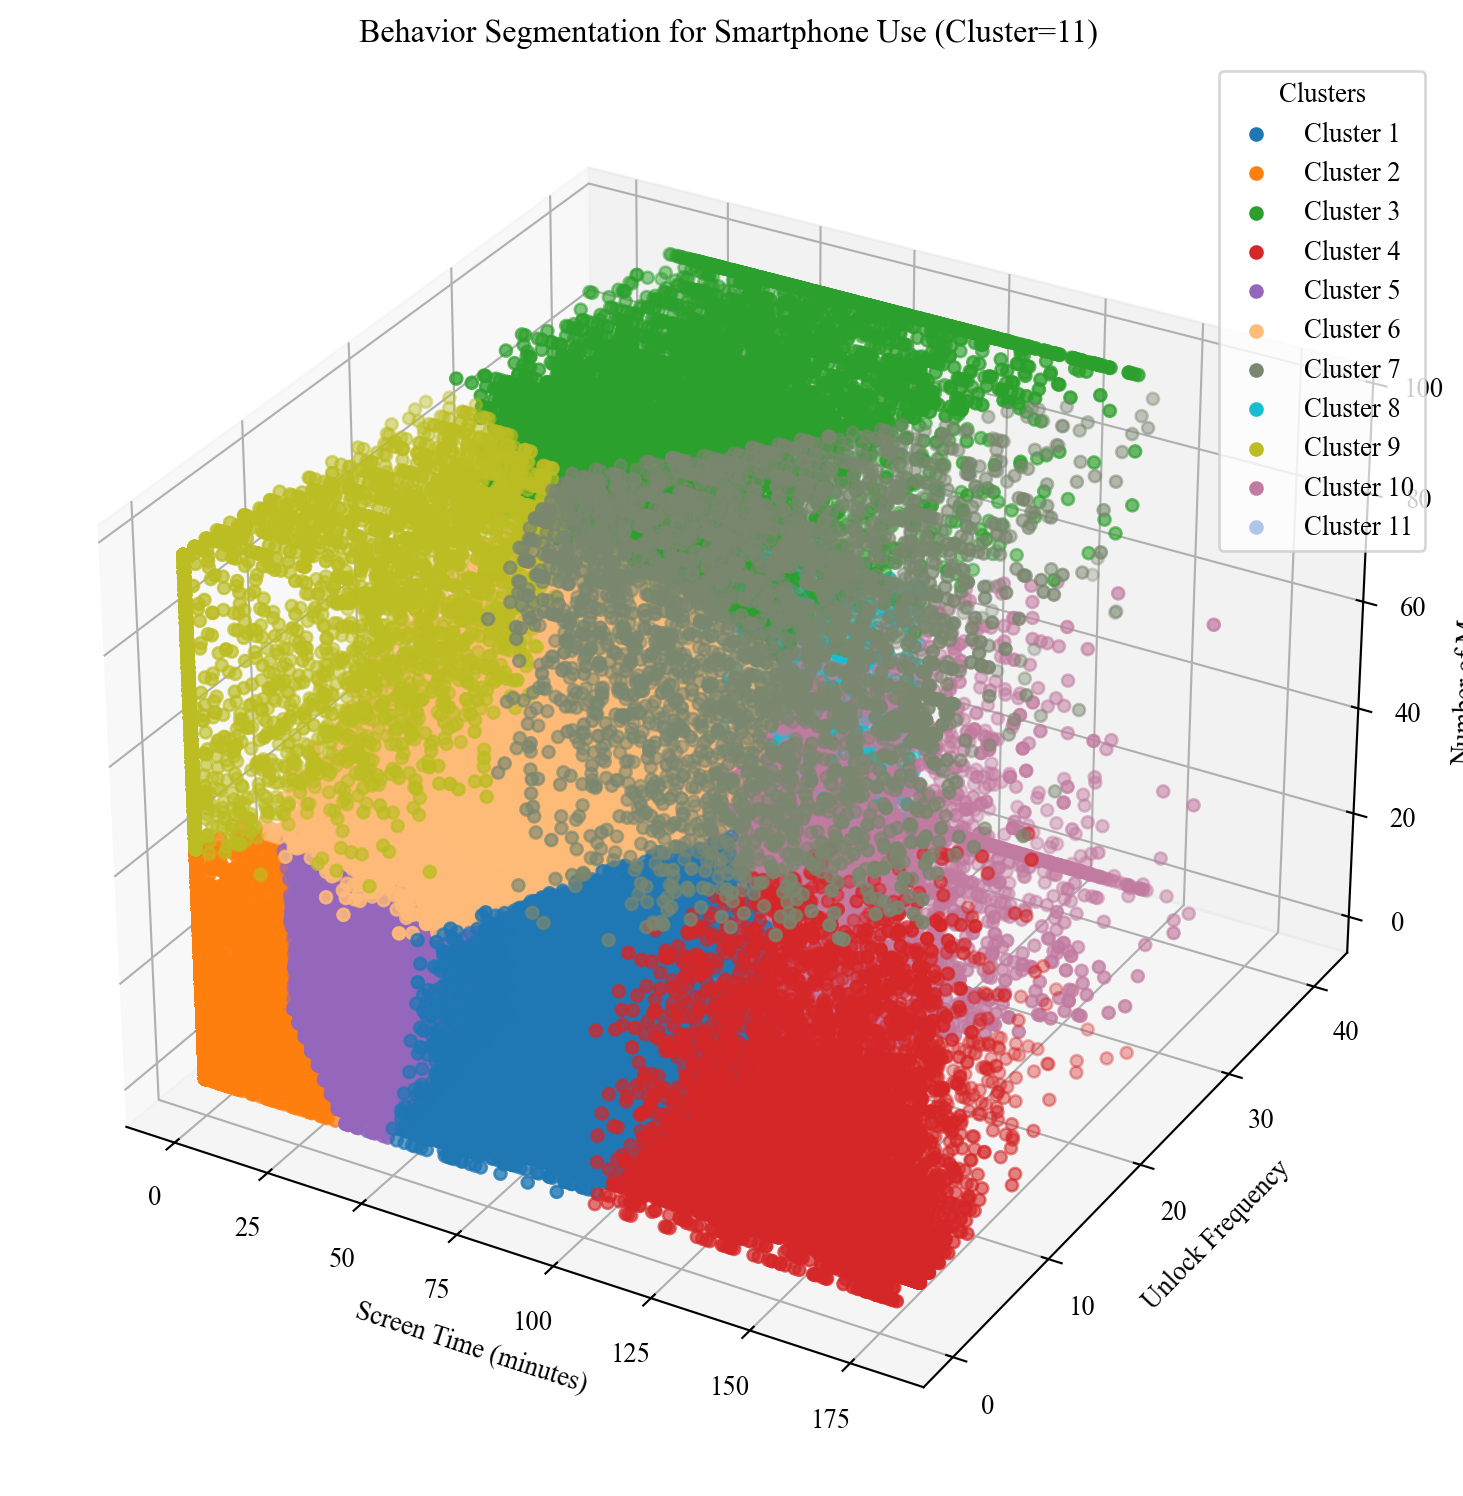 Behavior Segmentation for Smartphone Use (Cluster=11)
Clusters
Cluster 1
Cluster 2
Cluster 3
Cluster 4
Cluster 5
Cluster 6
Cluster 7
Cluster 8
Cluster 9
Cluster 10
Cluster 11
100
80
60
40
20
0
Number of M
40
30
20
10
0
Unlock Frequency
0
25
50
75
100
125
150
175
Screen Time (minutes)